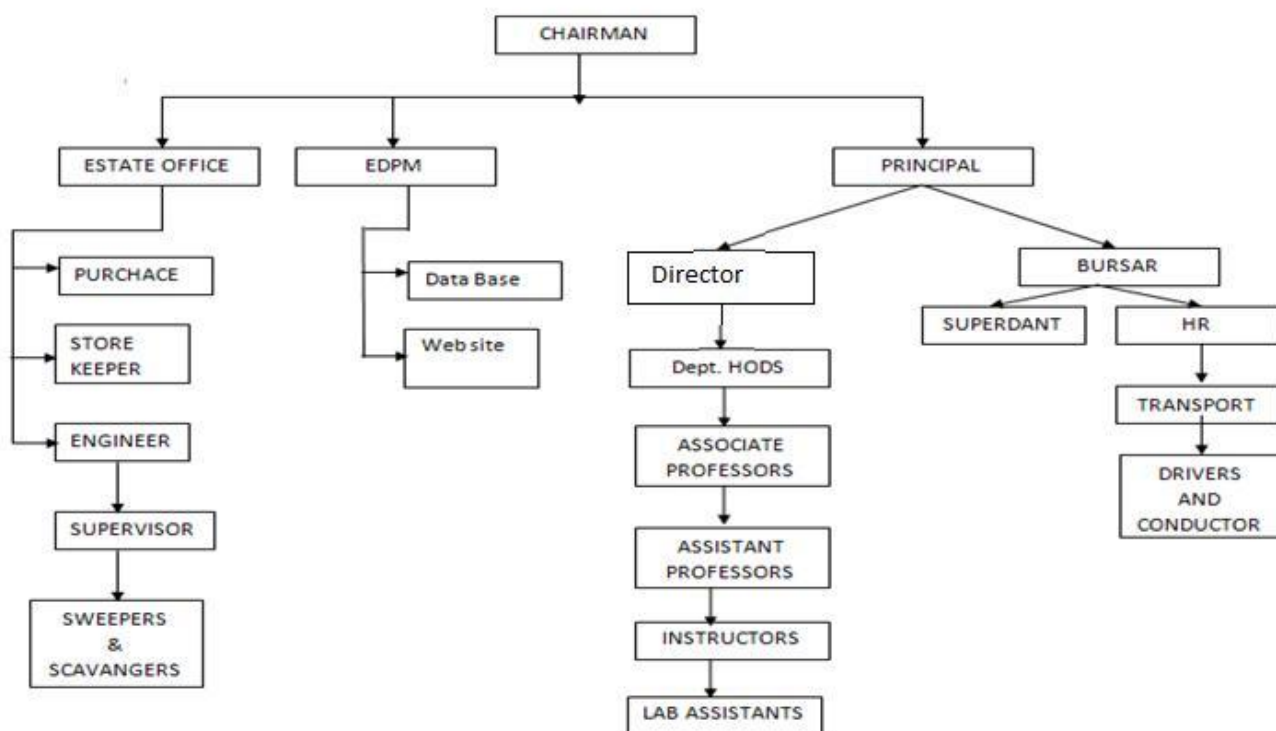 CHAIRMAN
ESTATE OFFICE
EDPM
PRINCIPAL
PURCHACE
STORE
KEEPER
ENGINEER
SUPERVISOR
SWEEPERS
&
SCAVANGERS
Data Base
Web site
Director
Dept. HODS
ASSOCIATE
PROFESSORS
ASSISTANT
PROFESSORS
INSTRUCTORS
LAB ASSISTANTS
BURSAR
SUPERDANT
HR
TRANSPORT
DRIVERS
AND
CONDUCTOR